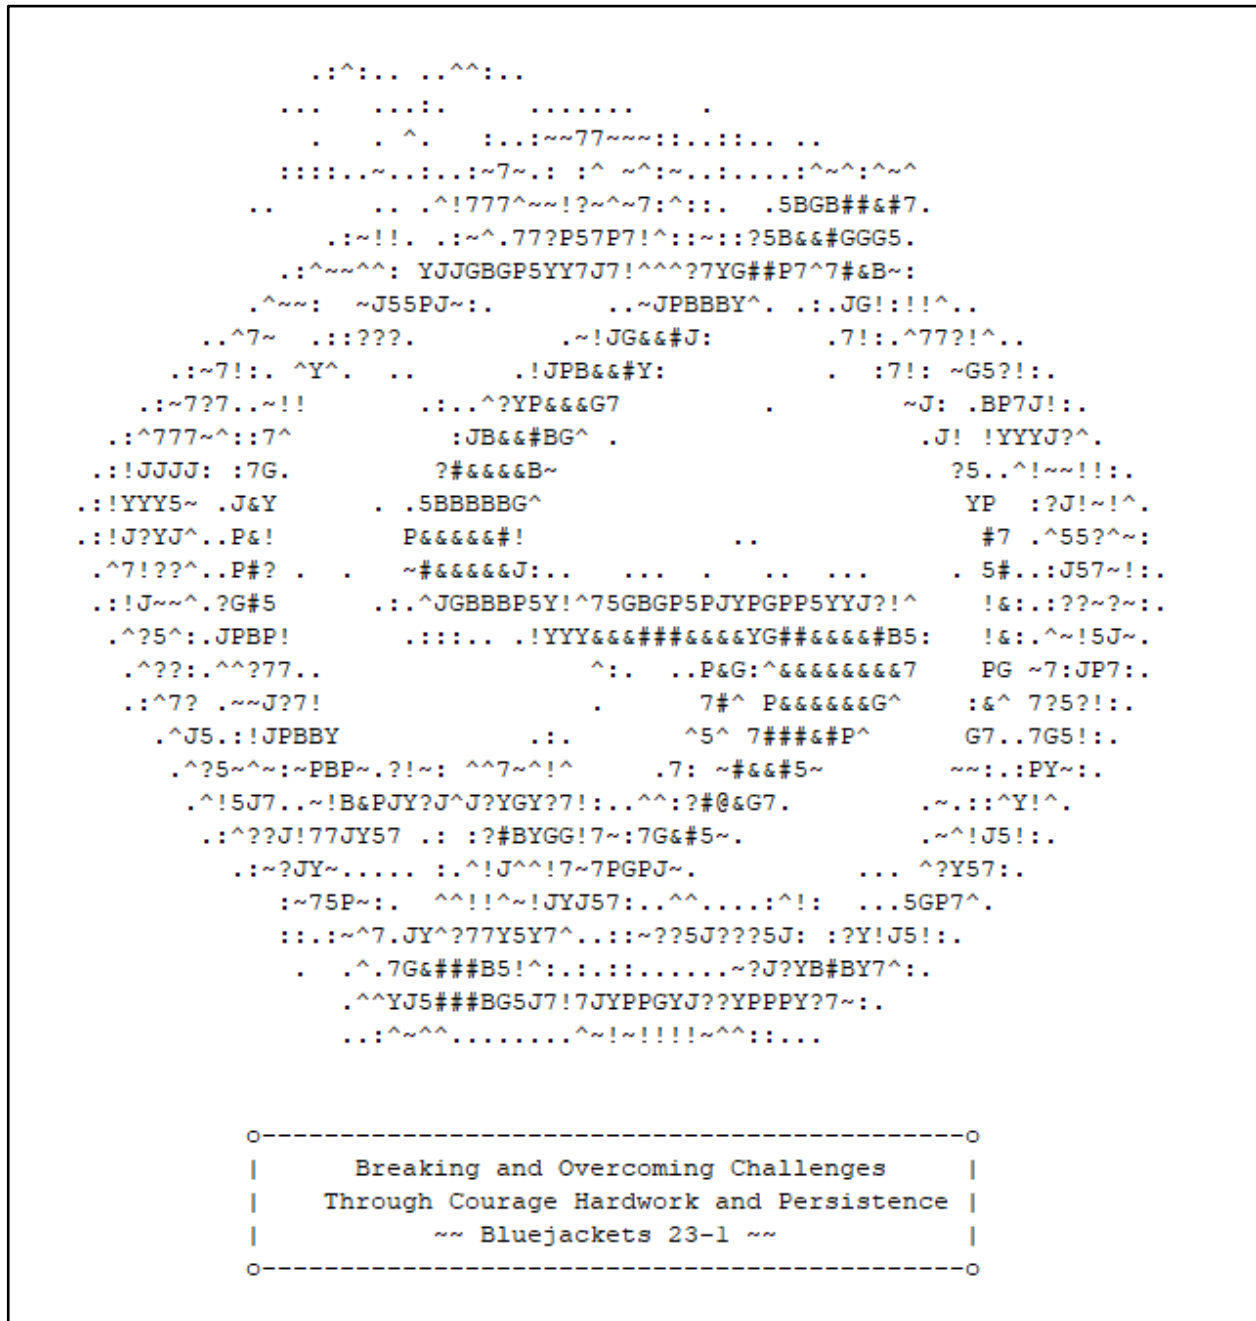 Breaking and Overcoming Challenges
Through Courage Hardwork and Persistence
~~ Bluejackets 23-1 ~~